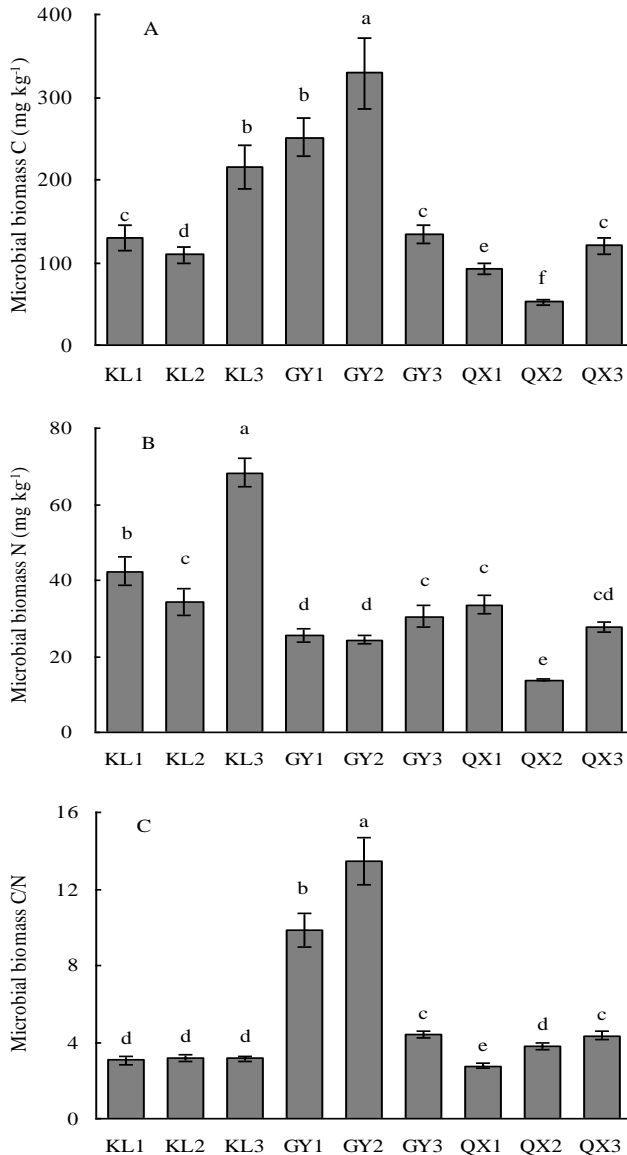 A
Microbial biomass C (mg kg-1)
400
300
200
100
0
c
d
b
b
a
c
e
f
c
KL1 KL2 KL3 GY1 GY2 GY3 QX1 QX2 QX3
B
Microbial biomass N (mg kg-1)
80
60
40
20
0
b
c
a
d
d
c
c
e
cd
KL1 KL2 KL3 GY1 GY2 GY3 QX1 QX2 QX3
C
Microbial biomass C/N
16
12
8
4
0
d
d
d
b
a
c
e
d
c
KL1 KL2 KL3 GY1 GY2 GY3 QX1 QX2 QX3